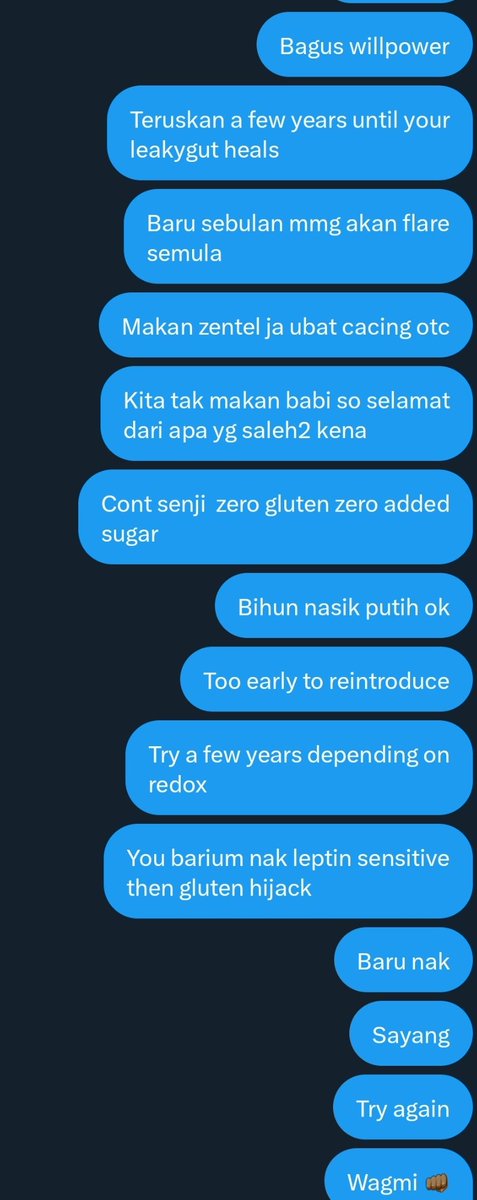 Bagus willpower
Teruskan a few years until your
leakygut heals
Baru sebulan mmg akan flare
semula
Makan zentel ja ubat cacing otc
Kita tak makan babi so selamat
dari apa yg saleh2 kena
Cont senji  zero gluten zero added
sugar
Bihun nasik putih ok
Too early to reintroduce
Try a few years depending on
redox
You barium nak leptin sensitive
then gluten hijack
Baru nak
Sayang
Try again
Wagmi 👊🏾